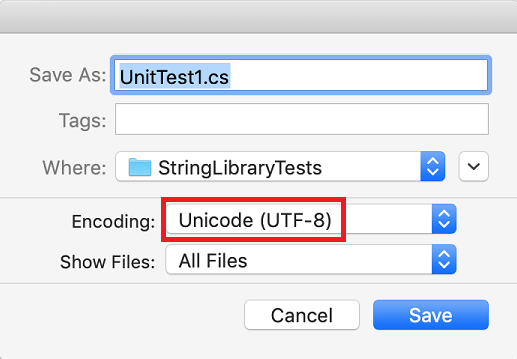 Save As: UnitTest1.cs
Tags:
Where: StringLibraryTests
Encoding: Unicode (UTF-8)
Show Files: All Files
Cancel Save